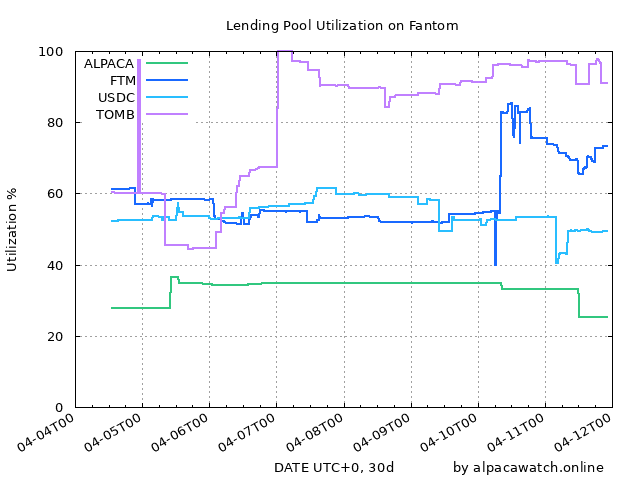 Lending Pool Utilization on Fantom
Utilization %
100
80
60
40
20
0
ALPACA
FTM
USDC
TOMB
04-04T00
04-05T00
04-06T00
04-07T00
04-08T00
04-09T00
04-10T00
04-11T00
04-12T00
DATE UTC+0, 30d
by alpacawatch.online